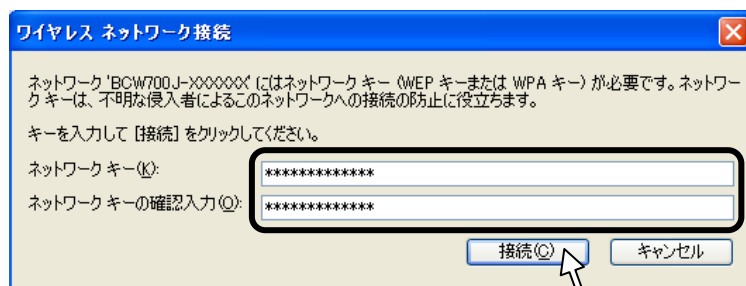 ワイヤレス ネットワーク接続
ネットワーク 'BCW700J-XXXXXX' にはネットワーク キー (WEP キーまたは WPA キー) が必要です。ネットワー
ク キーは、不明な侵入者によるこのネットワークへの接続の防止に役立ちます。
キーを入力して [接続] をクリックしてください。
ネットワーク キー(K):
*************
ネットワーク キーの確認入力(O):
*************
接続(C)
キャンセル